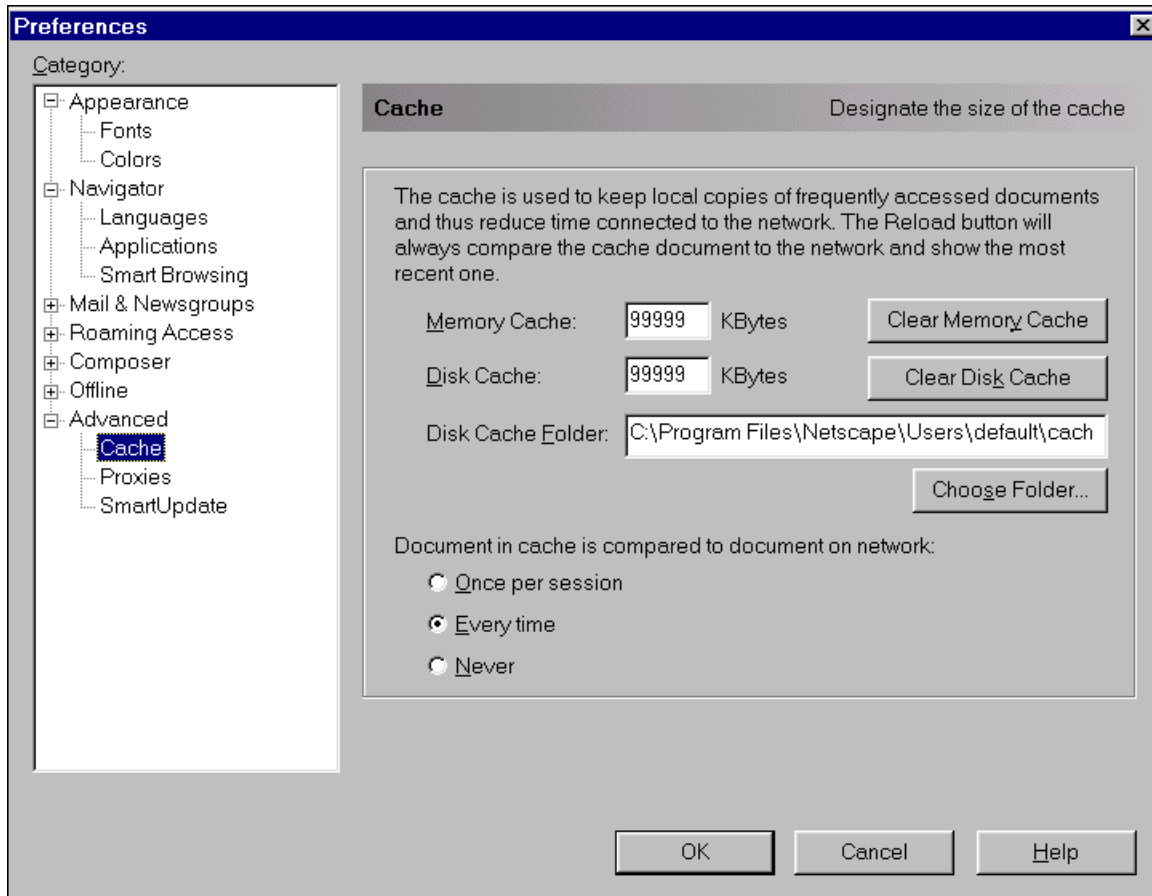 Preferences
Category:
Appearance
Fonts
Colors
Navigator
Languages
Applications
Smart Browsing
Mail & Newsgroups
Roaming Access
Composer
Offline
Advanced
Cache
Proxies
SmartUpdate
Cache Designate the size of the cache
The cache is used to keep local copies of frequently accessed documents
and thus reduce time connected to the network. The Reload button will
always compare the cache document to the network and show the most
recent one.
Memory Cache: 99999 KBytes Clear Memory Cache
Disk Cache: 99999 KBytes Clear Disk Cache
Disk Cache Folder: C:\Program Files\Netscape\Users\default\cach
Choose Folder...
Document in cache is compared to document on network:
Once per session
Every time
Never
OK Cancel Help